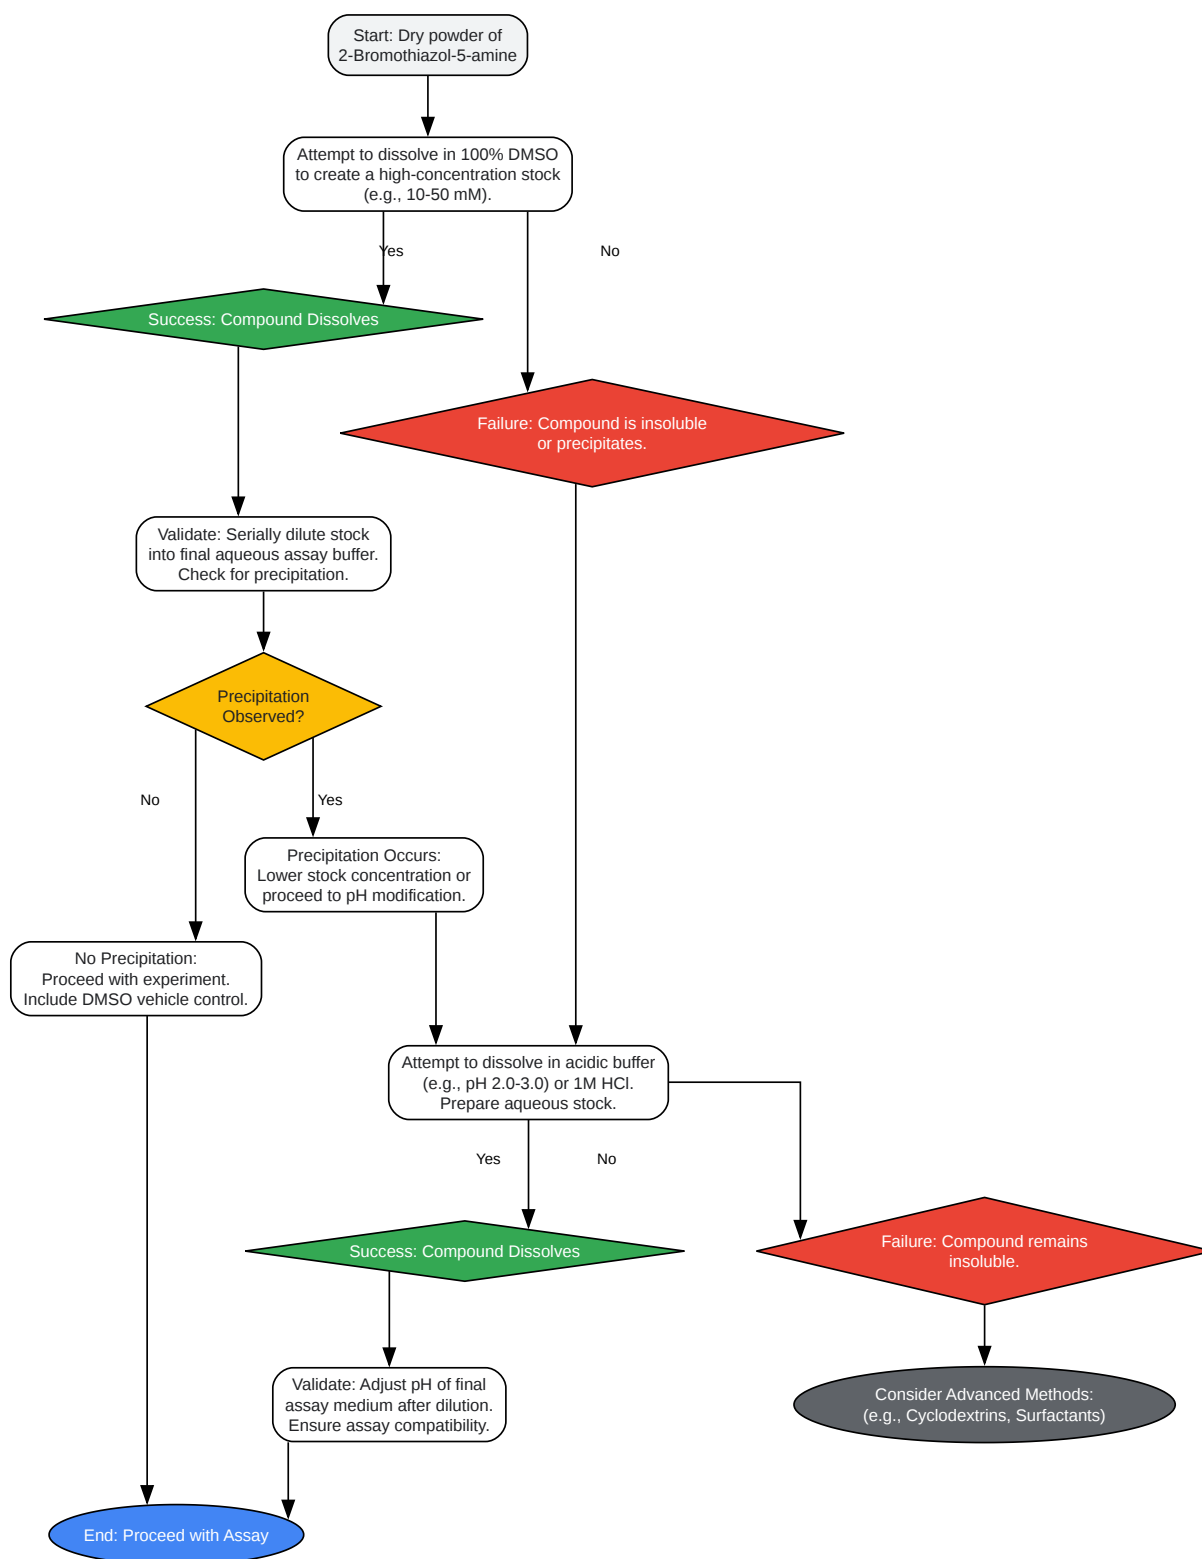 Start: Dry powder of
2-Bromothiazol-5-amine
Attempt to dissolve in 100% DMSO
to create a high-concentration stock
(e.g., 10-50 mM).
Yes
No
Success: Compound Dissolves
Failure: Compound is insoluble
or precipitates.
Validate: Serially dilute stock
into final aqueous assay buffer.
Check for precipitation.
Precipitation
Observed?
No
Yes
Precipitation Occurs:
Lower stock concentration or
proceed to pH modification.
No Precipitation:
Proceed with experiment.
Include DMSO vehicle control.
Attempt to dissolve in acidic buffer
(e.g., pH 2.0-3.0) or 1M HCl.
Prepare aqueous stock.
Yes
No
Success: Compound Dissolves
Failure: Compound remains
insoluble.
Validate: Adjust pH of final
assay medium after dilution.
Ensure assay compatibility.
Consider Advanced Methods:
(e.g., Cyclodextrins, Surfactants)
End: Proceed with Assay